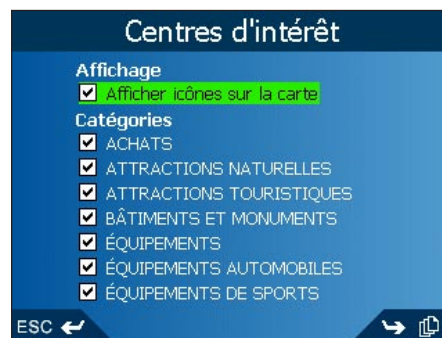 Centres d'intérêt
Affichage
Afficher icônes sur la carte
Catégories
ACHATS
ATTRACTIONS NATURELLES
ATTRACTIONS TOURISTIQUES
BÂTIMENTS ET MONUMENTS
ÉQUIPEMENTS
ÉQUIPEMENTS AUTOMOBILES
ÉQUIPEMENTS DE SPORTS
ESC